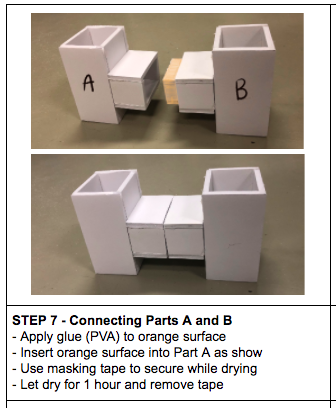 A
B
STEP 7 - Connecting Parts A and B
- Apply glue (PVA) to orange surface
- Insert orange surface into Part A as show
- Use masking tape to secure while drying
- Let dry for 1 hour and remove tape